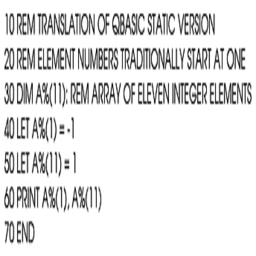 10 REM TRANSLATION OF QBASIC STATIC VERSION
20 REM ELEMENT NUMBERS TRADITIONALLY START AT ONE
30 DIM A%(11): REM ARRAY OF ELEVEN INTEGER ELEMENTS
40 LET A%(1) = -1
50 LET A%(11) = 1
60 PRINT A%(1), A%(11)
70 END